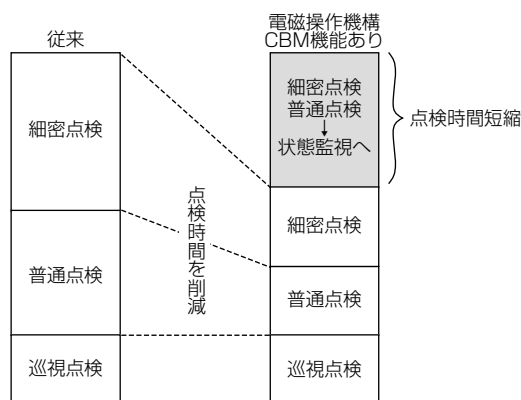 従来
細密点検
普通点検
巡視点検
点検時間を削減
電磁操作機構
CBM機能あり
細密点検
普通点検
状態監視へ
細密点検
普通点検
巡視点検
点検時間短縮